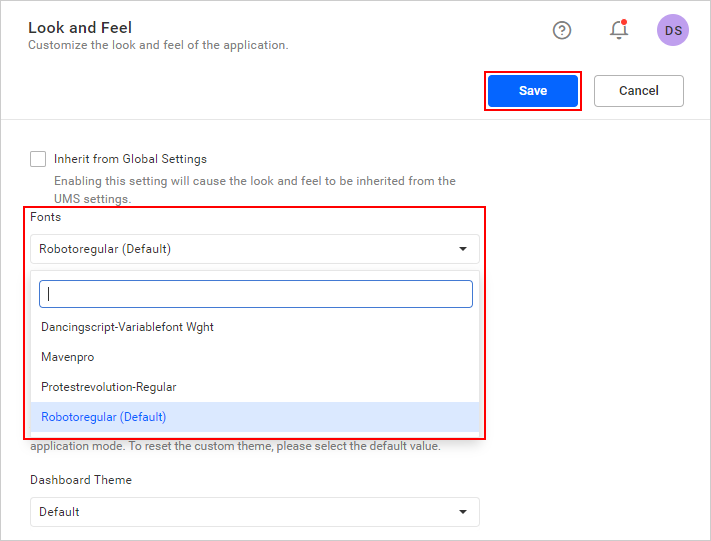 Look and Feel
Customize the look and feel of the application.
DS
Save
Cancel
Inherit from Global Settings
Enabling this setting will cause the look and feel to be inherited from the
UMS settings.
Fonts
Robotoregular (Default)
Dancingscript-Variablefont Wght
Mavenpro
Protestrevolution-Regular
Robotoregular (Default)
application mode. To reset the custom theme, please select the default value.
Dashboard Theme
Default